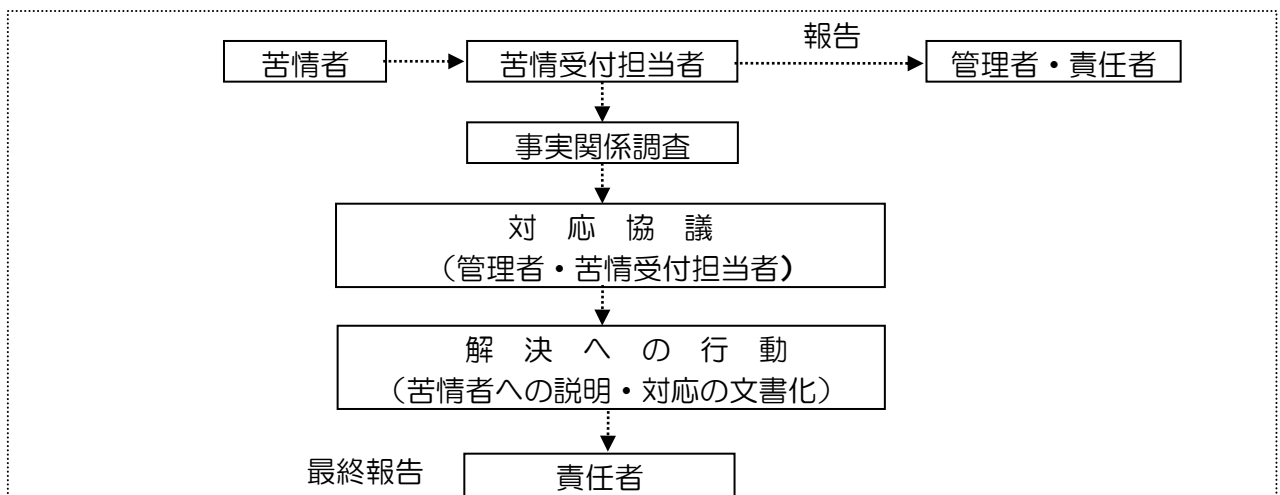 報告
苦情者
苦情受付担当者
管理者・責任者
事実関係調査
対　応　協　議
（管理者・苦情受付担当者）
解　決　へ　の　行　動
（苦情者への説明・対応の文書化）
最終報告
責任者